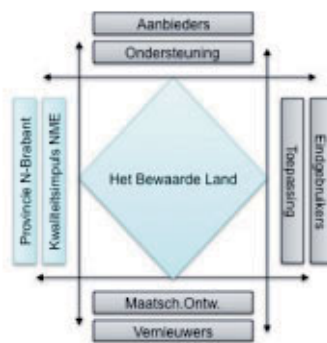 Aanbieders
Ondersteuning
Provincie N-Brabant
Kwaliteitsimpuls NME
Het Bewaarde Land
Toepassing
Eindgebruikers
Maatsch.Ontw.
Vernieuwers